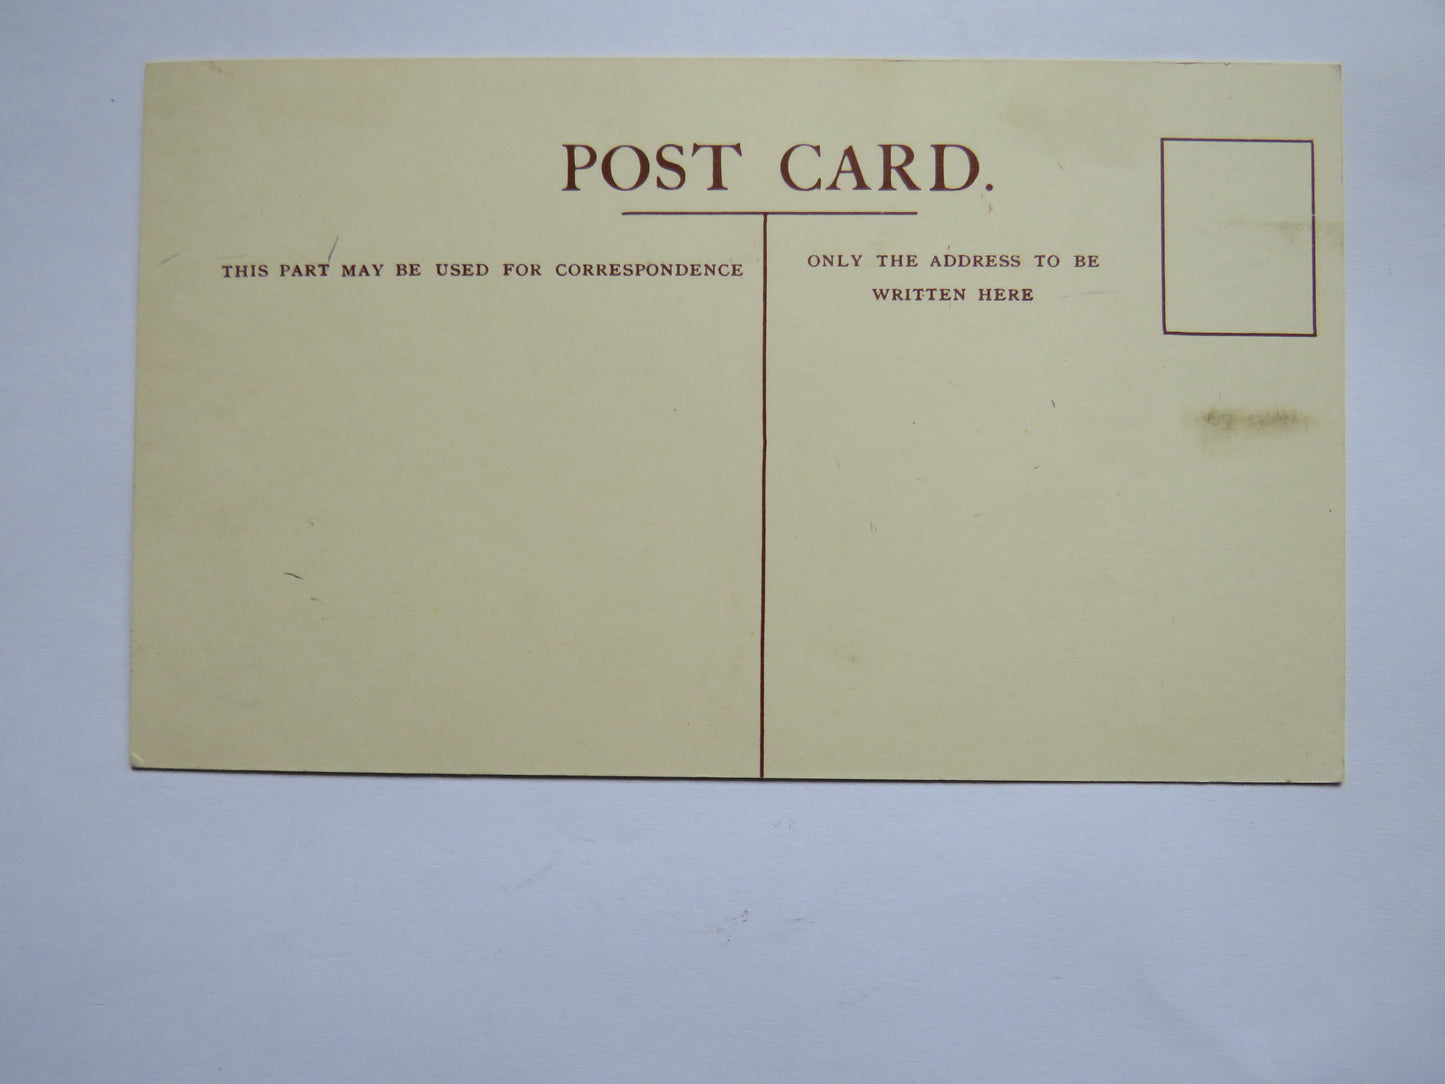 POST CARD.
THIS PART MAY BE USED FOR CORRESPONDENCE
ONLY THE ADDRESS TO BE
WRITTEN HERE